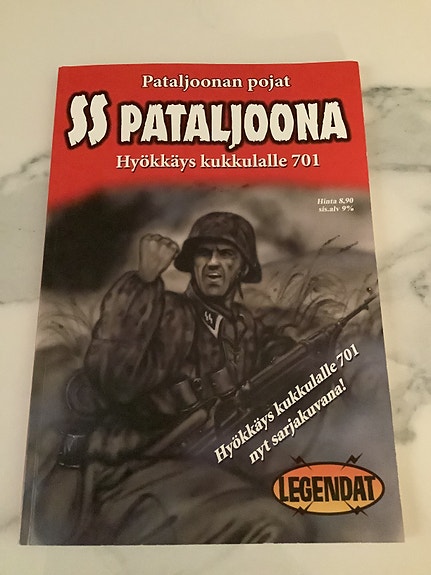 Pataljoonan pojat
SS PATALJOONA
Hyökkäys kukkulalle 701
Hinta 8,90
sis.alv 9%
Hyökkäys kukkulalle 701
nyt sarjakuvana!
LEGENDAT